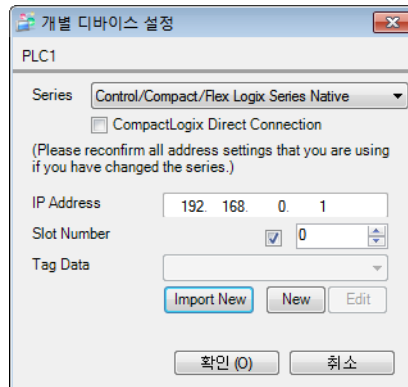 개별 디바이스 설정
PLC1
Series Control/Compact/Flex Logix Series Native
CompactLogix Direct Connection
(Please reconfirm all address settings that you are using
if you have changed the series.)
IP Address 192. 168. 0. 1
Slot Number 0
Tag Data
Import New New Edit
확인 (O) 취소